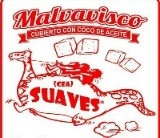 Malvavisco
CUBIERTO CON COCO DE ACEITE
(CEA)
SUAVES